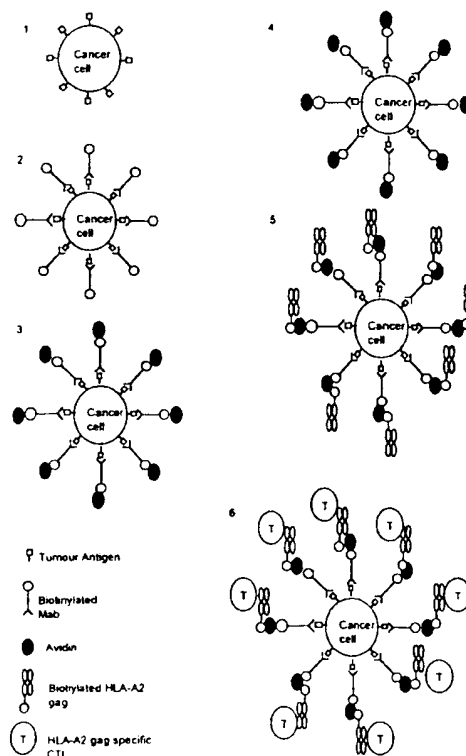 1
Cancer
cell
2
Cancer
cell
3
Cancer
cell
Tumour Antigen
Biotinylated
Mab
Avidin
Biotinylated HLA-A2
gag
HLA-A2 gag specific
CTL
4
Cancer
cell
5
Cancer
cell
6
T
T
T
T
T
T
T
T
Cancer
cell
T